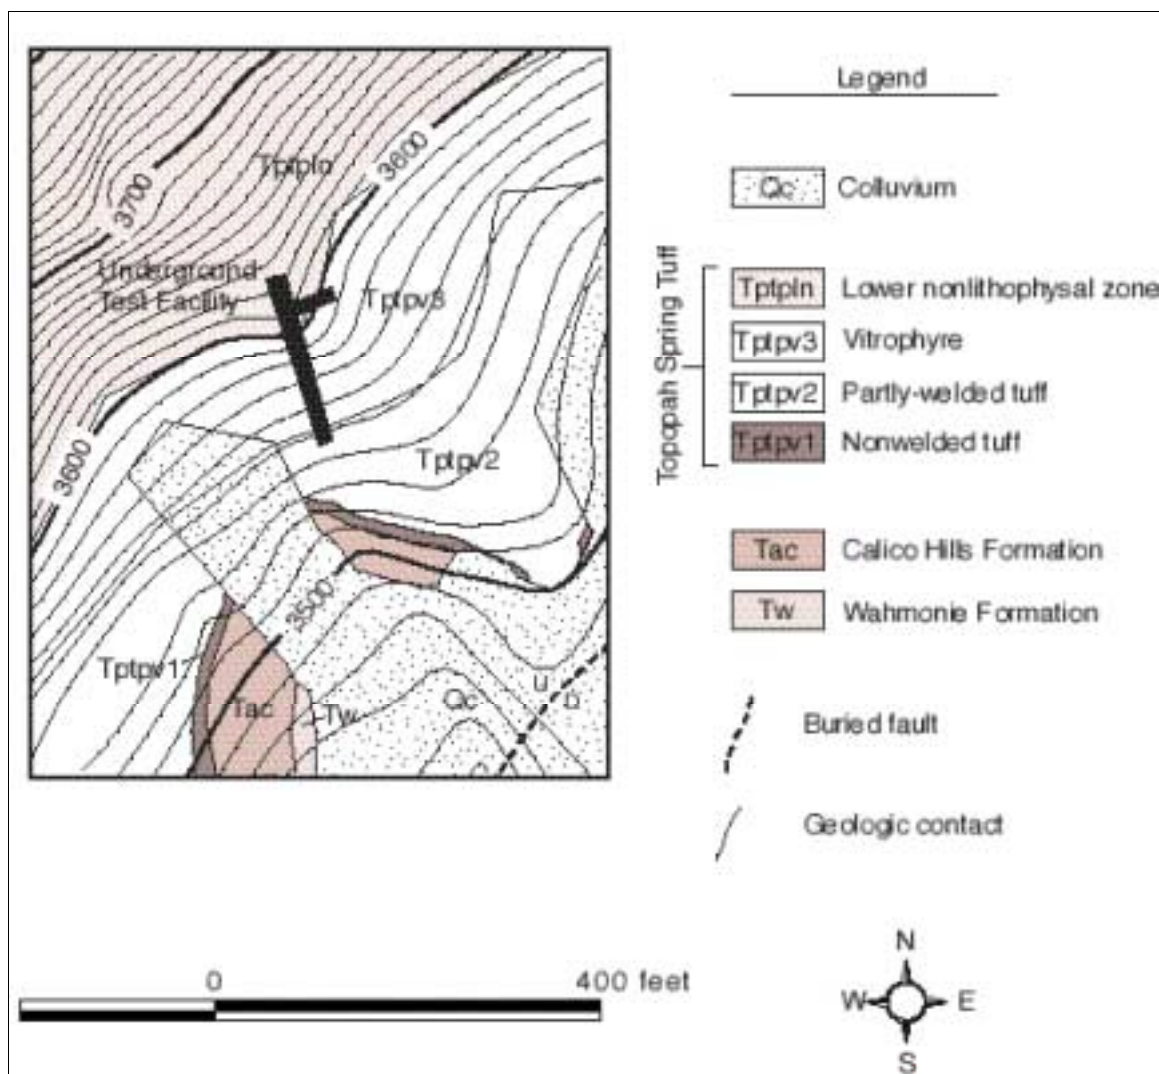 Legend
Qc Colluvium
Topopah Spring Tuff
Tptpln Lower nonlithophysal zone
Tptpv3 Vitrophyre
Tptpv2 Partly-welded tuff
Tptpv1 Nonwelded tuff
Tac Calico Hills Formation
Tw Wahmonie Formation
Buried fault
Geologic contact
Tptpln
3600
3700
Underground
Test Facility
Tptpv3
3600
Tptpv2
3500
Tptpv1
Tac
Tw
Qc
U
D
0 400 feet
N
W E
S